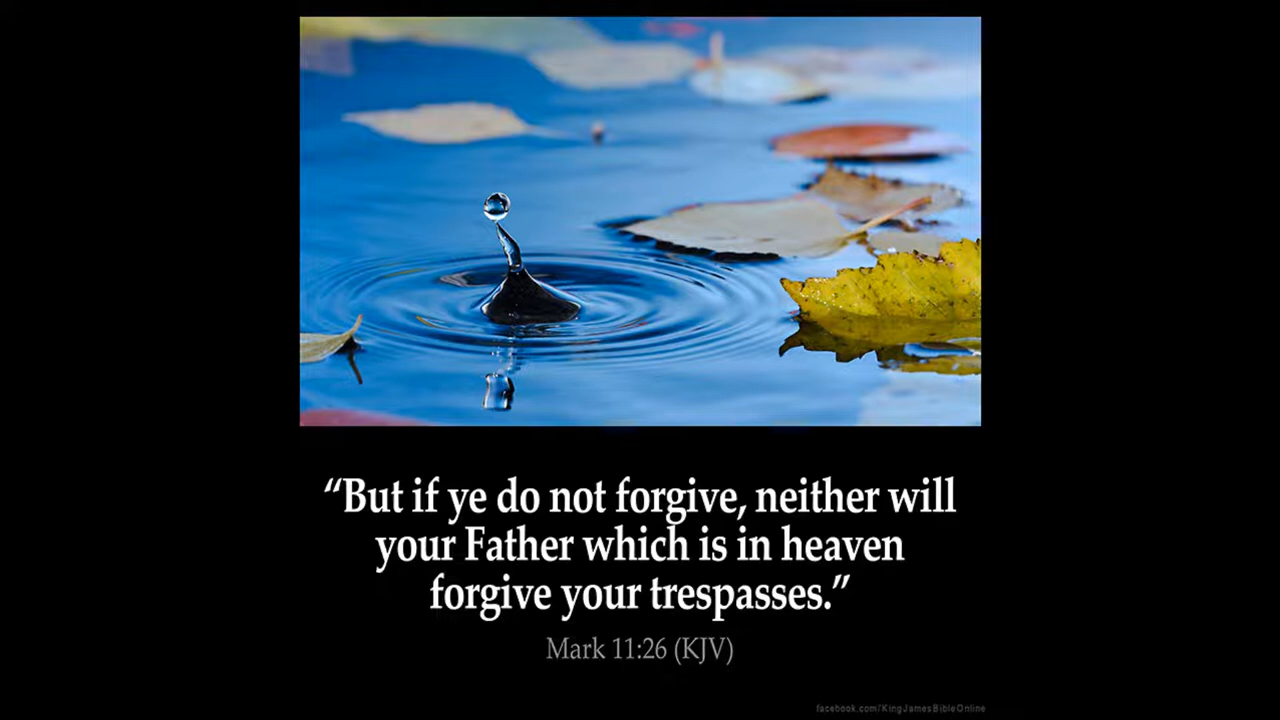 “But if ye do not forgive, neither will
your Father which is in heaven
forgive your trespasses.”
Mark 11:26 (KJV)
facebook.com/KingJamesBibleOnline